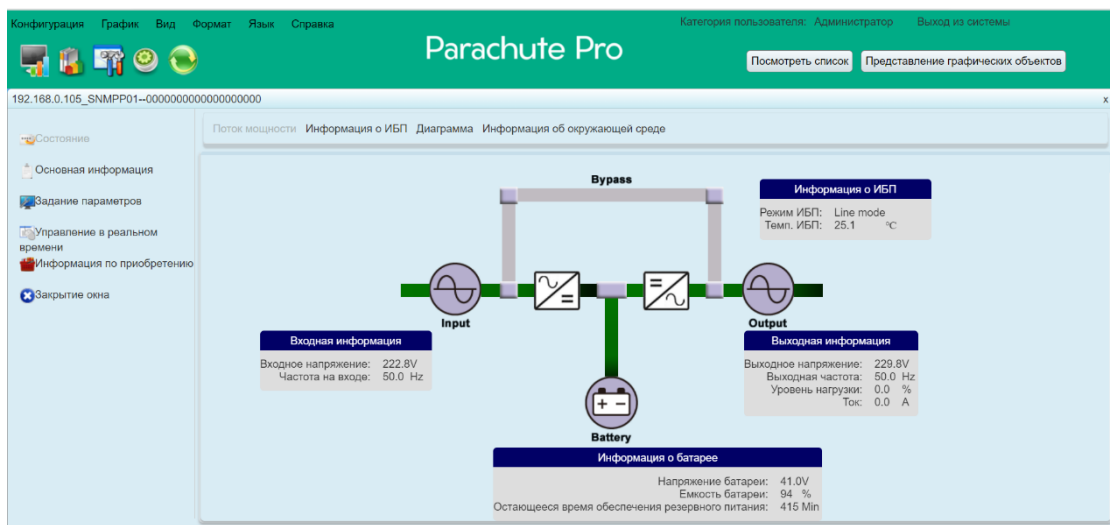 Конфигурация График Вид Формат Язык Справка
Категория пользователя: Администратор Выход из системы
Parachute Pro
Посмотреть список Представление графических объектов
192.168.0.105_SNMPP01--0000000000000000000 x
Состояние
Основная информация
Задание параметров
Управление в реальном
времени
Информация по приобретению
Закрытие окна
Поток мощности Информация о ИБП Диаграмма Информация об окружающей среде
Bypass
Информация о ИБП
Режим ИБП: Line mode
Темп. ИБП: 25.1 °C
Input
Output
Входная информация
Входное напряжение: 222.8V
Частота на входе: 50.0 Hz
Выходная информация
Выходное напряжение: 229.8V
Выходная частота: 50.0 Hz
Уровень нагрузки: 0.0 %
Ток: 0.0 A
Battery
Информация о батарее
Напряжение батареи: 41.0V
Емкость батареи: 94 %
Остающееся время обеспечения резервного питания: 415 Min